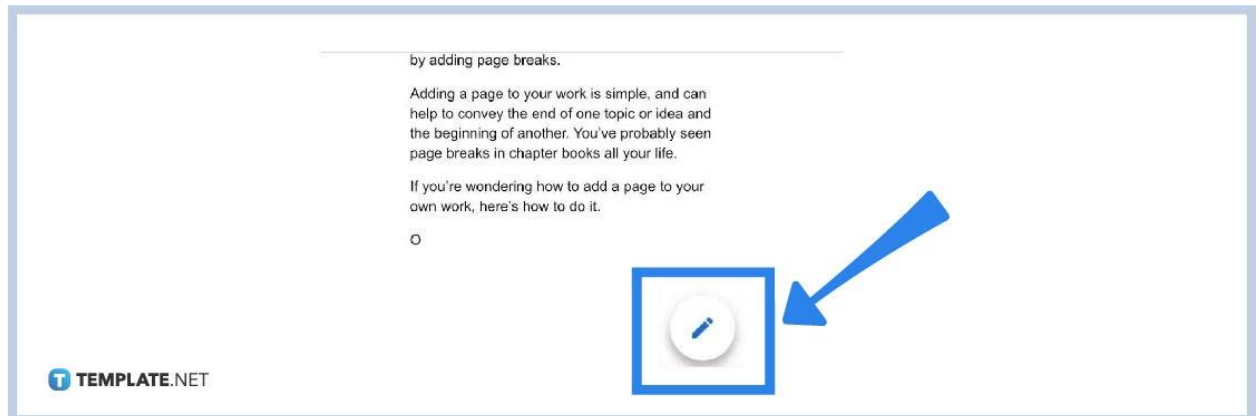 by adding page breaks.
Adding a page to your work is simple, and can
help to convey the end of one topic or idea and
the beginning of another. You've probably seen
page breaks in chapter books all your life.
If you're wondering how to add a page to your
own work, here's how to do it.
O
T TEMPLATE.NET